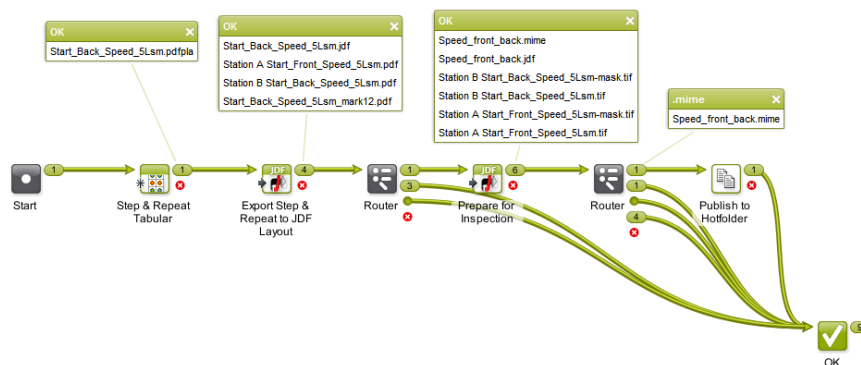 OK
Start_Back_Speed_5Lsm.pdfpla
OK
Start_Back_Speed_5Lsm.jdf
Station A Start_Front_Speed_5Lsm.pdf
Station B Start_Back_Speed_5Lsm.pdf
Start_Back_Speed_5Lsm_mark12.pdf
OK
Speed_front_back.mime
Speed_front_back.jdf
Station B Start_Back_Speed_5Lsm-mask.tif
Station B Start_Back_Speed_5Lsm.tif
Station A Start_Front_Speed_5Lsm-mask.tif
Station A Start_Front_Speed_5Lsm.tif
.mime
Speed_front_back.mime
1
Start
1
Step & Repeat
Tabular
JDF
4
Export Step &
Repeat to JDF
Layout
1
3
Router
JDF
6
Prepare for
Inspection
1
1
4
Router
1
Publish to
Hotfolder
9
OK